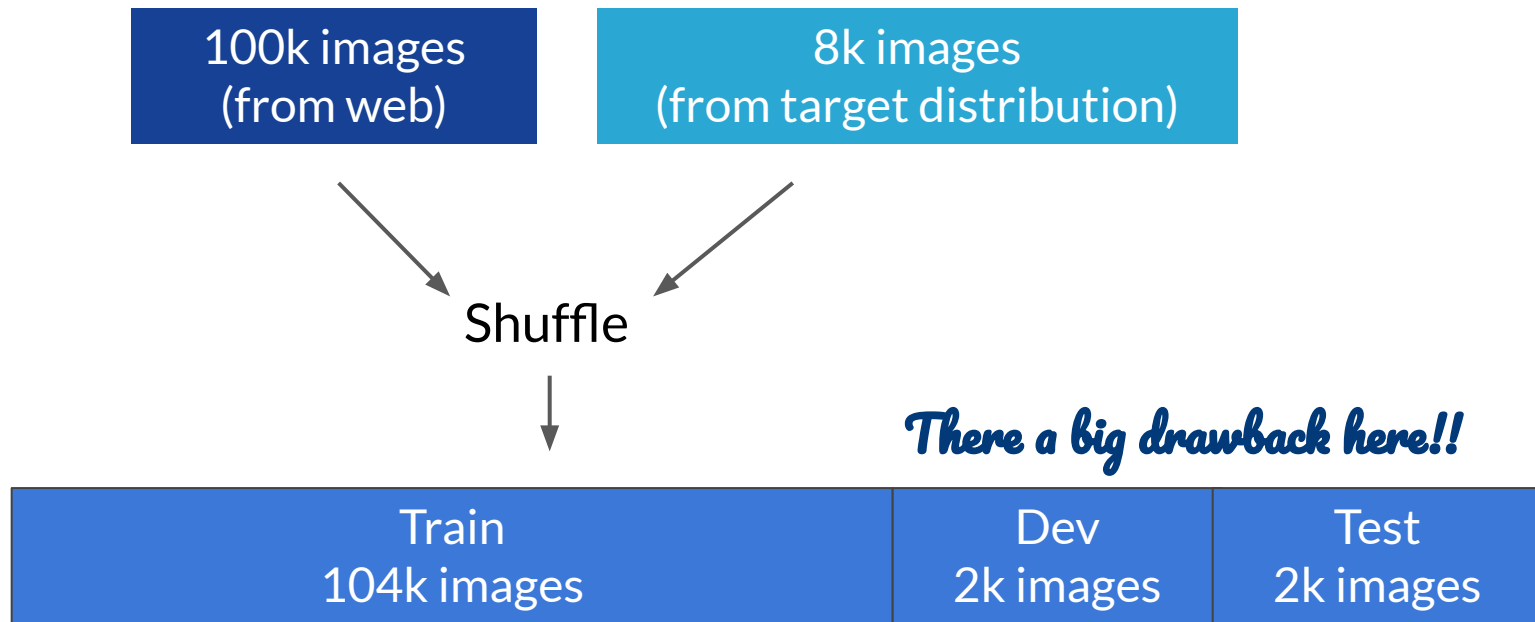 100k images
(from web)
8k images
(from target distribution)
Shuffle
There a big drawback here!!
Train
104k images
Dev
2k images
Test
2k images